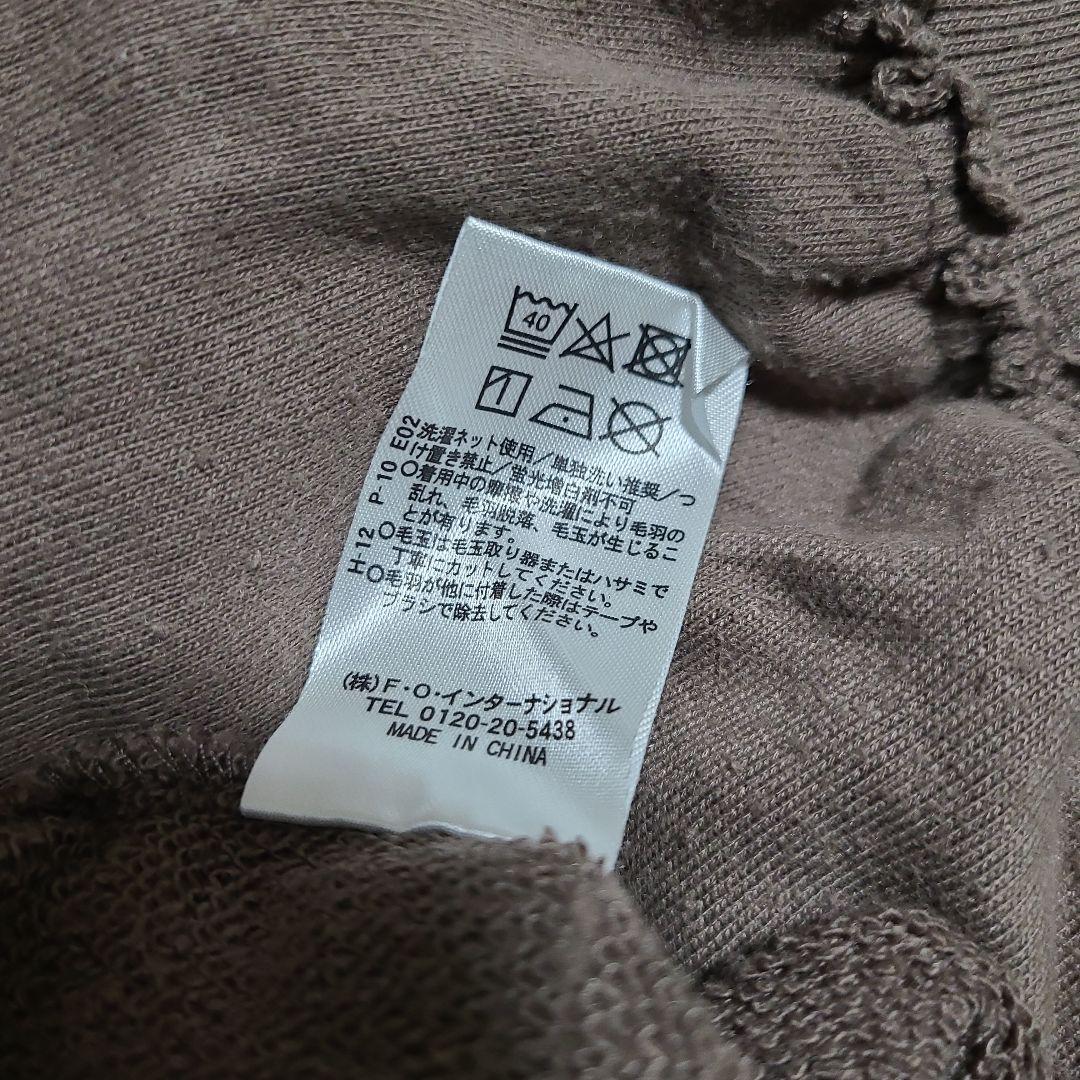 40
E02 洗濯ネット使用/単独洗い推奨/つ
け置き禁止/蛍光増白剤不可
P-10 〇着用中の摩擦や洗濯により毛羽の
乱れ、毛羽脱落、毛玉が生じるこ
とが有ります。
H-12 〇毛玉は毛玉取り器またはハサミで
丁寧にカットしてください。
〇毛羽が他に付着した際はテープや
ブラシで除去してください。
(株)F・O・インターナショナル
TEL 0120-20-5438
MADE IN CHINA